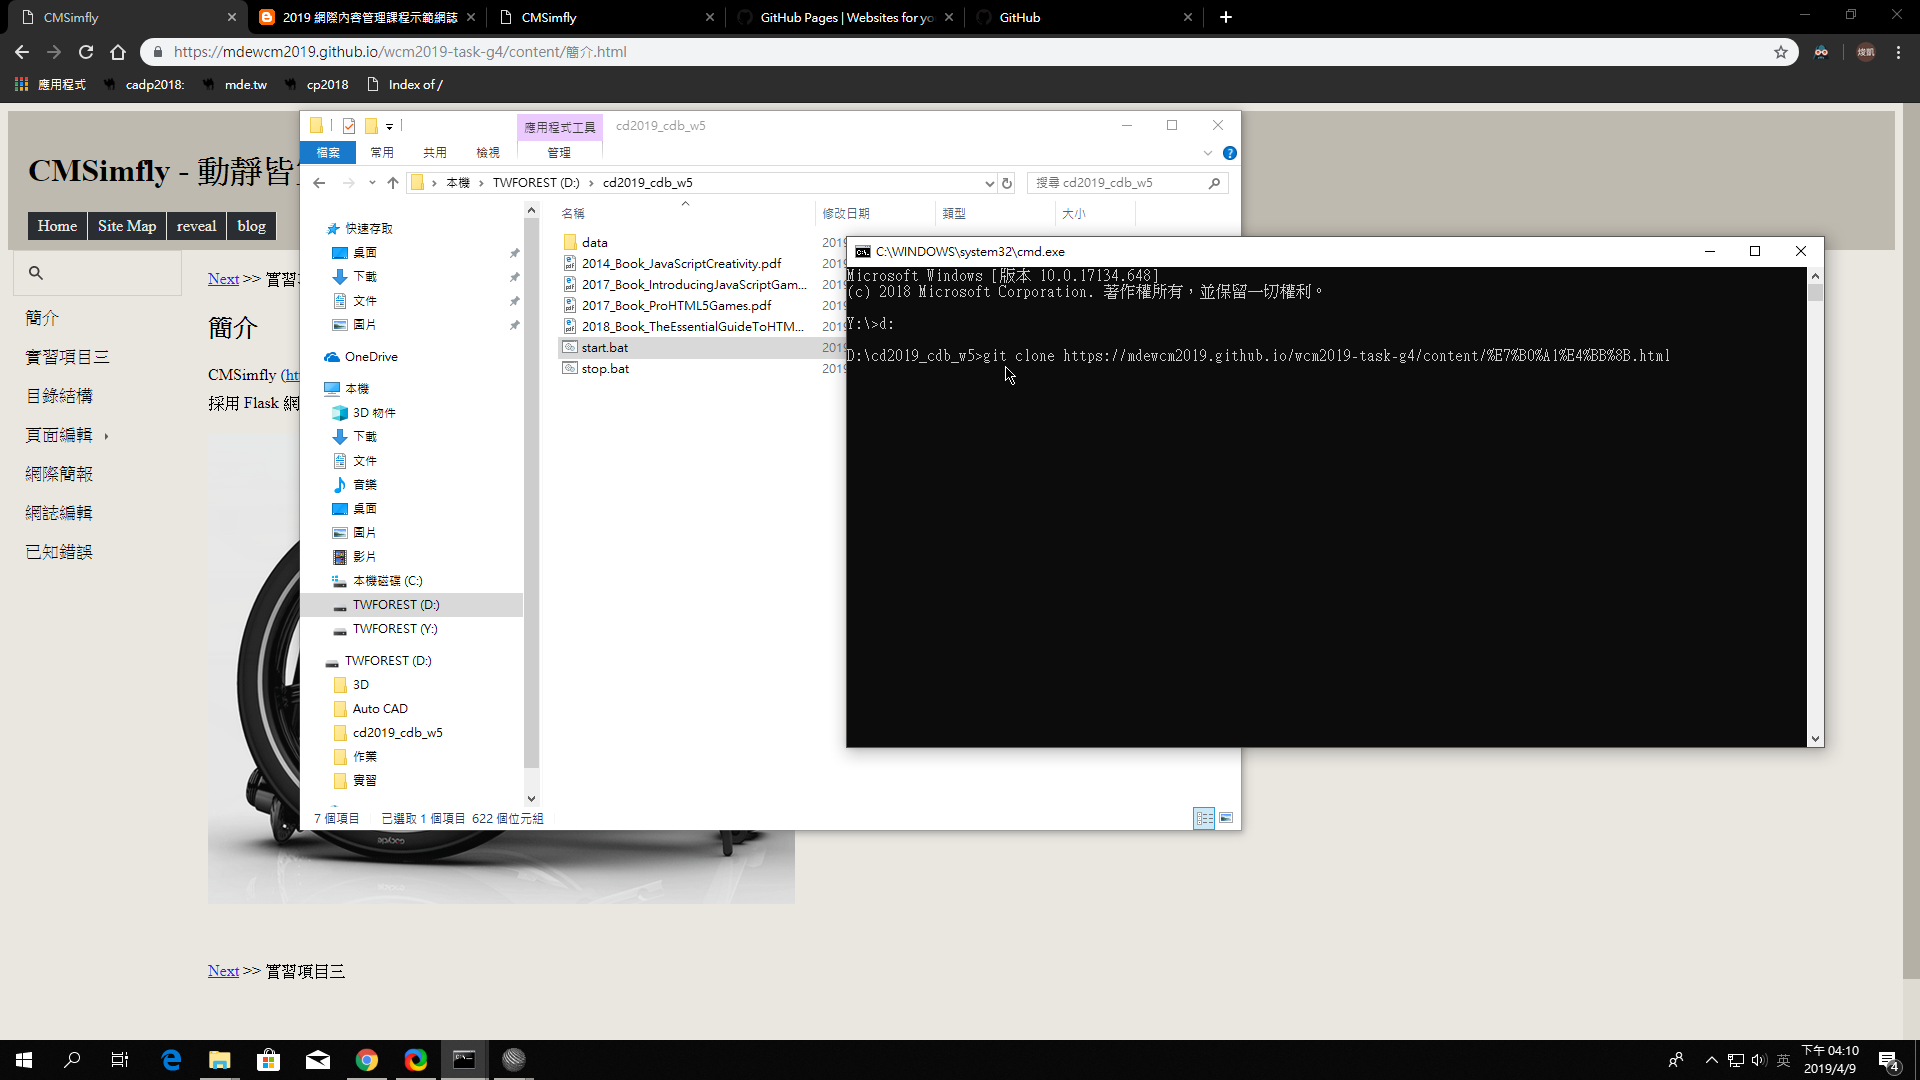 CMSimfly
2019 網際內容管理課程示範網誌
CMSimfly
GitHub Pages | Websites for yo
GitHub
https://mdewcm2019.github.io/wcm2019-task-g4/content/簡介.html
應用程式
cadp2018:
mde.tw
cp2018
Index of /
CMSimfly - 動靜皆
Home
Site Map
reveal
blog
Next >> 實習
簡介
簡介
實習項目三
目錄結構
頁面編輯
網際簡報
網誌編輯
已知錯誤
CMSimfly (ht
採用 Flask 網
Next >> 實習項目三
應用程式工具
cd2019_cdb_w5
檔案
常用
共用
檢視
管理
本機
TWFOREST (D:)
cd2019_cdb_w5
搜尋 cd2019_cdb_w5
名稱
修改日期
類型
大小
快速存取
桌面
下載
文件
圖片
OneDrive
本機
3D 物件
下載
文件
音樂
桌面
圖片
影片
本機磁碟 (C:)
TWFOREST (D:)
TWFOREST (Y:)
TWFOREST (D:)
3D
Auto CAD
cd2019_cdb_w5
作業
實習
data 2019
2014_Book_JavaScriptCreativity.pdf 2019
2017_Book_IntroducingJavaScriptGam... 2019
2017_Book_ProHTML5Games.pdf 2019
2018_Book_TheEssentialGuideToHTM... 2019
start.bat 2019
stop.bat 2019
7 個項目
已選取 1 個項目 622 個位元組
C:\WINDOWS\system32\cmd.exe
Microsoft Windows [版本 10.0.17134.648]
(c) 2018 Microsoft Corporation. 著作權所有，並保留一切權利。
Y:\>d:
D:\cd2019_cdb_w5>git clone https://mdewcm2019.github.io/wcm2019-task-g4/content/%E7%B0%A1%E4%BB%8B.html
英
下午 04:10
2019/4/9
4